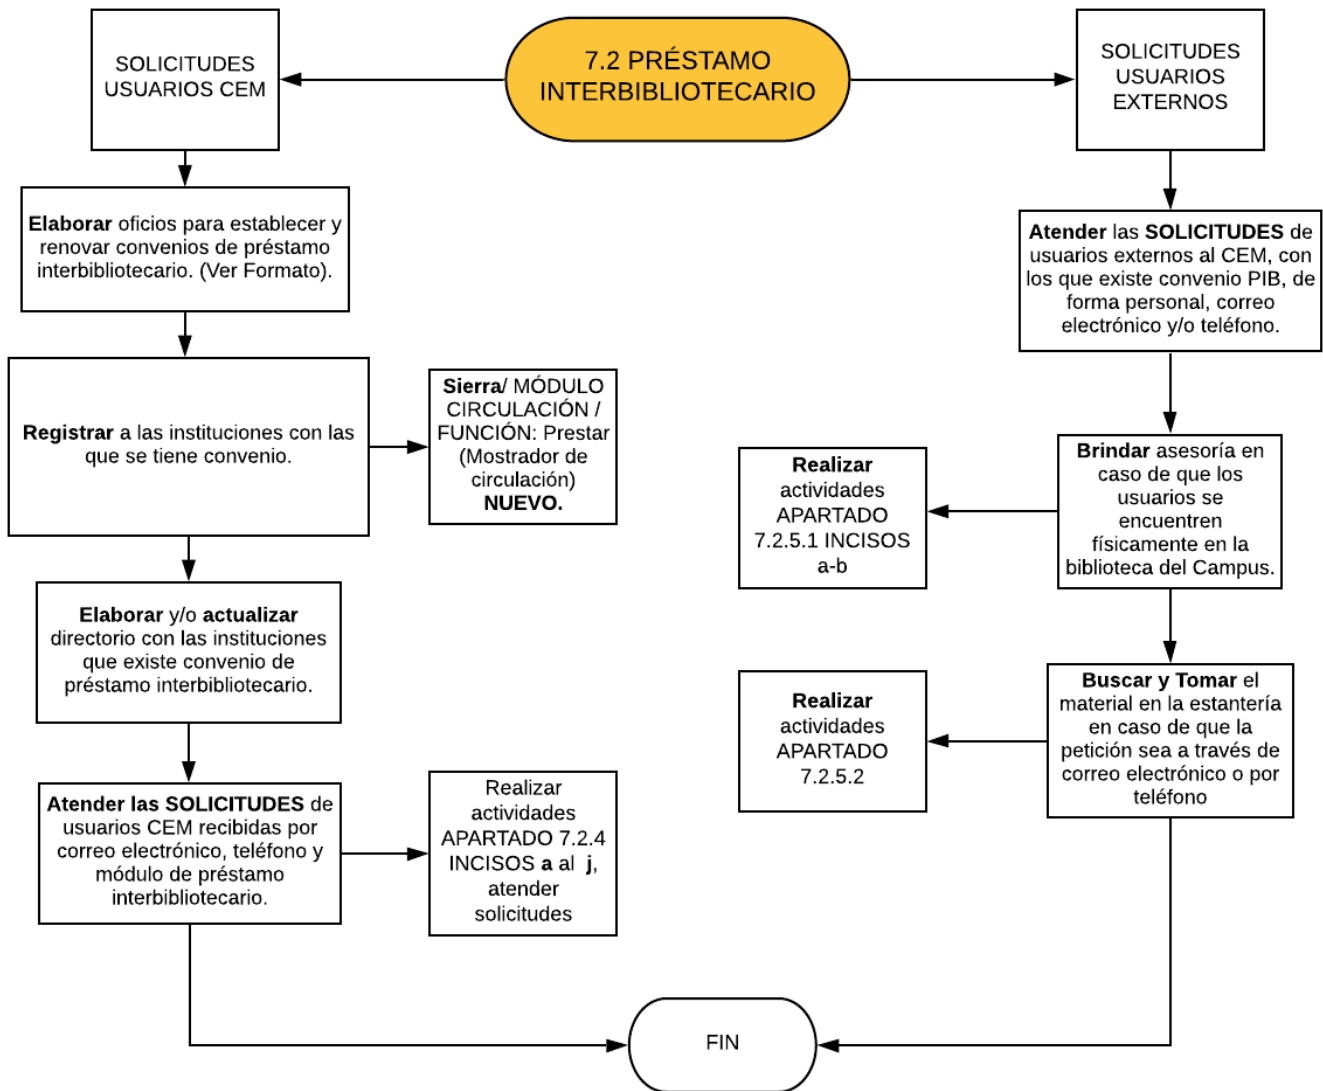 7.2 PRÉSTAMO
INTERBIBLIOTECARIO
SOLICITUDES
USUARIOS CEM
Elaborar oficios para establecer y
renovar convenios de préstamo
interbibliotecario. (Ver Formato).
Registrar a las instituciones con las
que se tiene convenio.
Sierra/ MÓDULO
CIRCULACIÓN /
FUNCIÓN: Prestar
(Mostrador de
circulación)
NUEVO.
Elaborar y/o actualizar
directorio con las instituciones
que existe convenio de
préstamo interbibliotecario.
Atender las SOLICITUDES de
usuarios CEM recibidas por
correo electrónico, teléfono y
módulo de préstamo
interbibliotecario.
Realizar
actividades
APARTADO 7.2.4
INCISOS a al j,
atender
solicitudes
SOLICITUDES
USUARIOS
EXTERNOS
Atender las SOLICITUDES de
usuarios externos al CEM, con
los que existe convenio PIB, de
forma personal, correo
electrónico y/o teléfono.
Brindar asesoría en
caso de que los
usuarios se
encuentren
físicamente en la
biblioteca del Campus.
Realizar
actividades
APARTADO
7.2.5.1 INCISOS
a-b
Buscar y Tomar el
material en la estantería
en caso de que la
petición sea a través de
correo electrónico o por
teléfono
Realizar
actividades
APARTADO
7.2.5.2
FIN